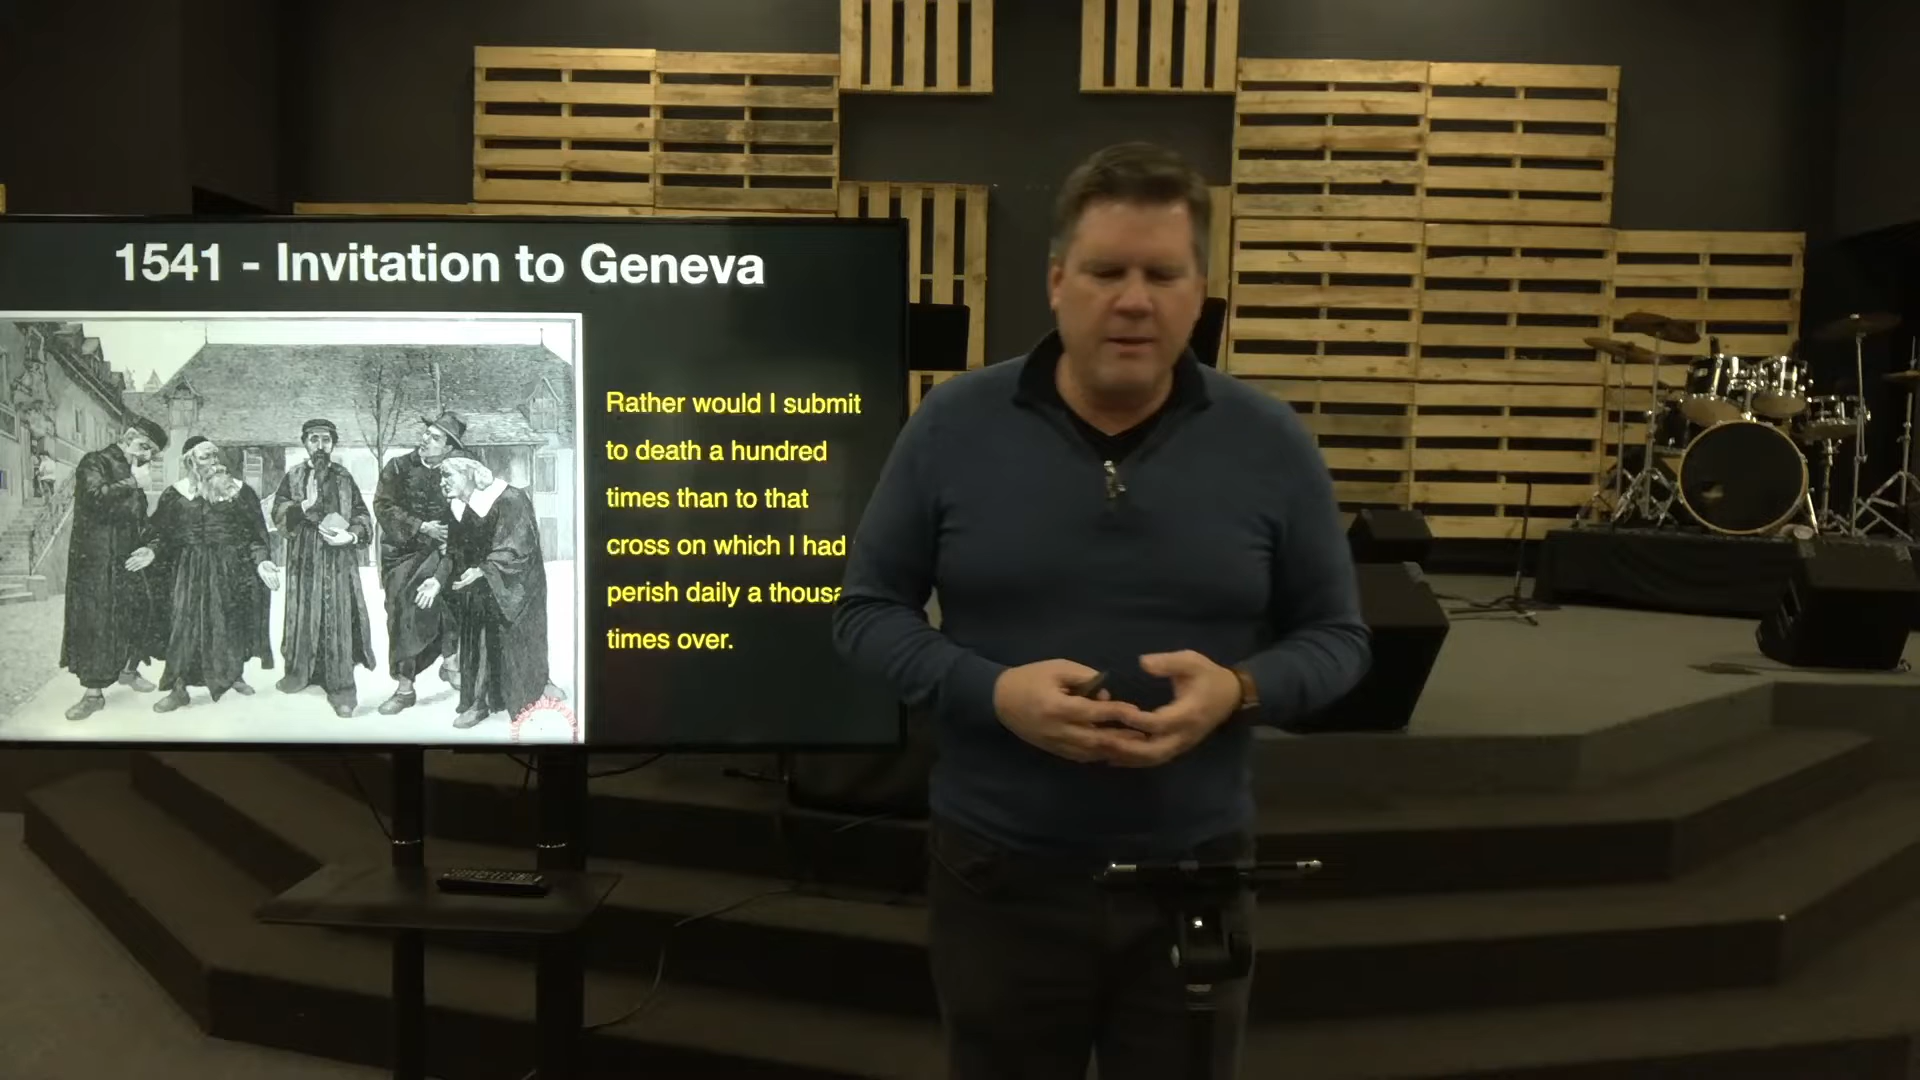 1541 - Invitation to Geneva
Rather would I submit
to death a hundred
times than to that
cross on which I had
perish daily a
times over.